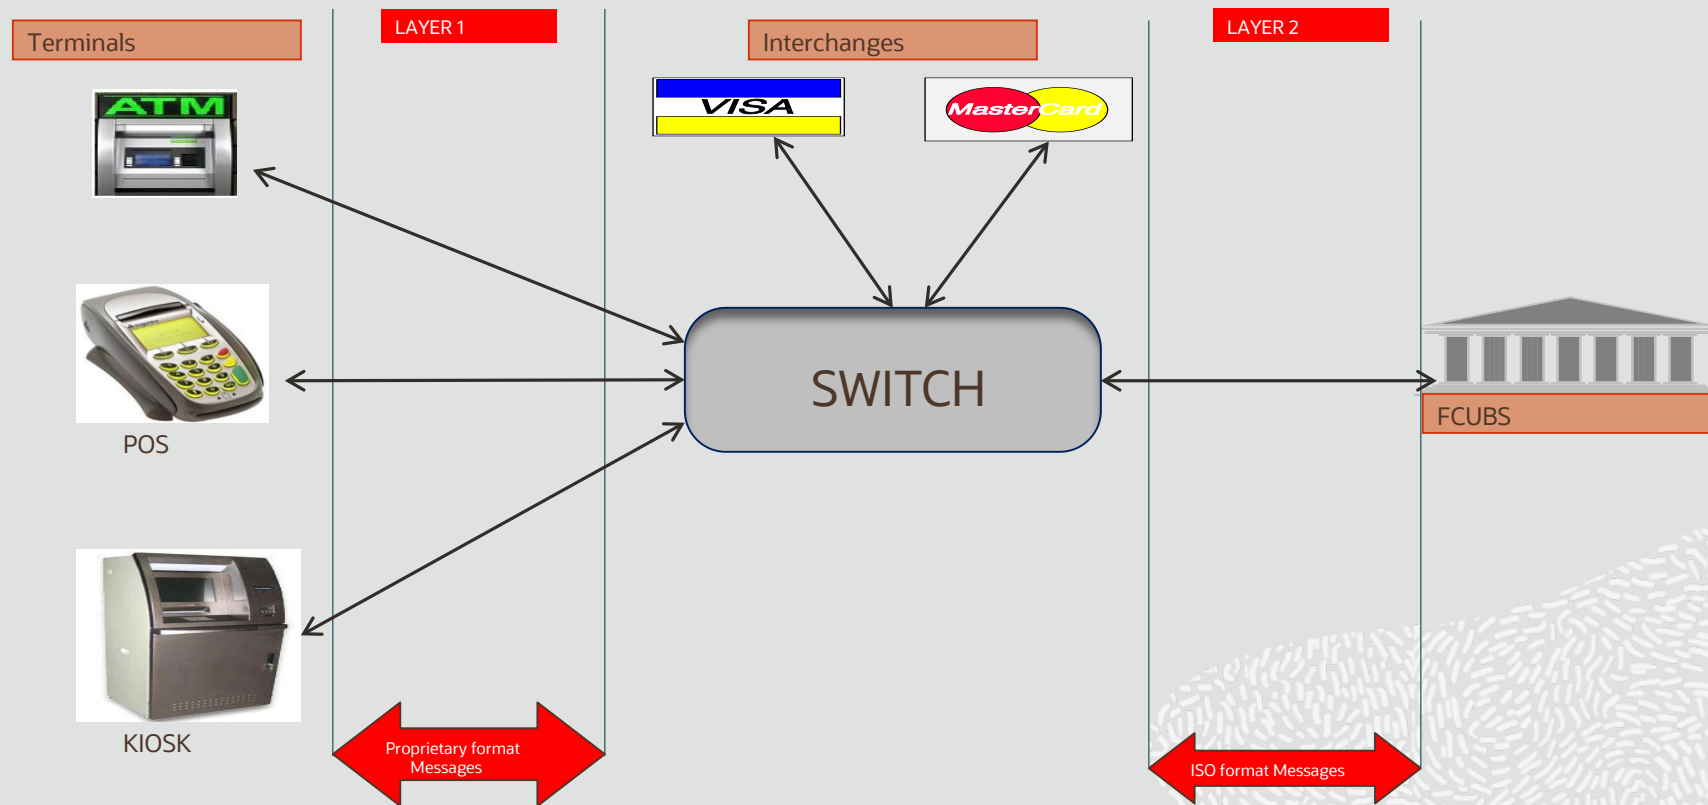 Terminals
LAYER 1
Interchanges
LAYER 2
ATM
VISA
MasterCard
SWITCH
POS
FCUBS
KIOSK
Proprietary format
Messages
ISO format Messages